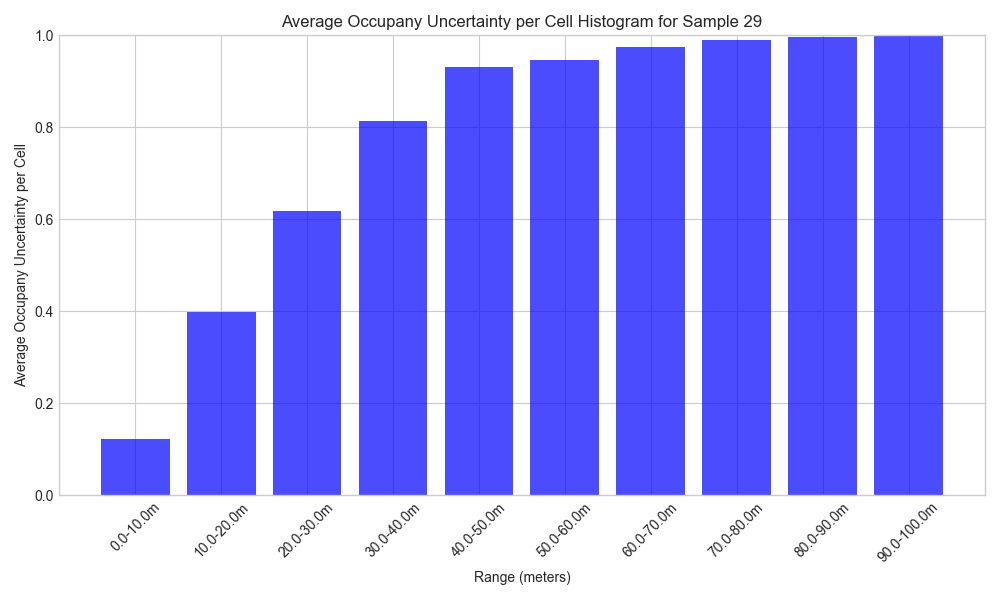 Average Occupany Uncertainty per Cell Histogram for Sample 29
Average Occupany Uncertainty per Cell
1.0
0.8
0.6
0.4
0.2
0.0
0.0-10.0m
10.0-20.0m
20.0-30.0m
30.0-40.0m
40.0-50.0m
50.0-60.0m
60.0-70.0m
70.0-80.0m
80.0-90.0m
90.0-100.0m
Range (meters)